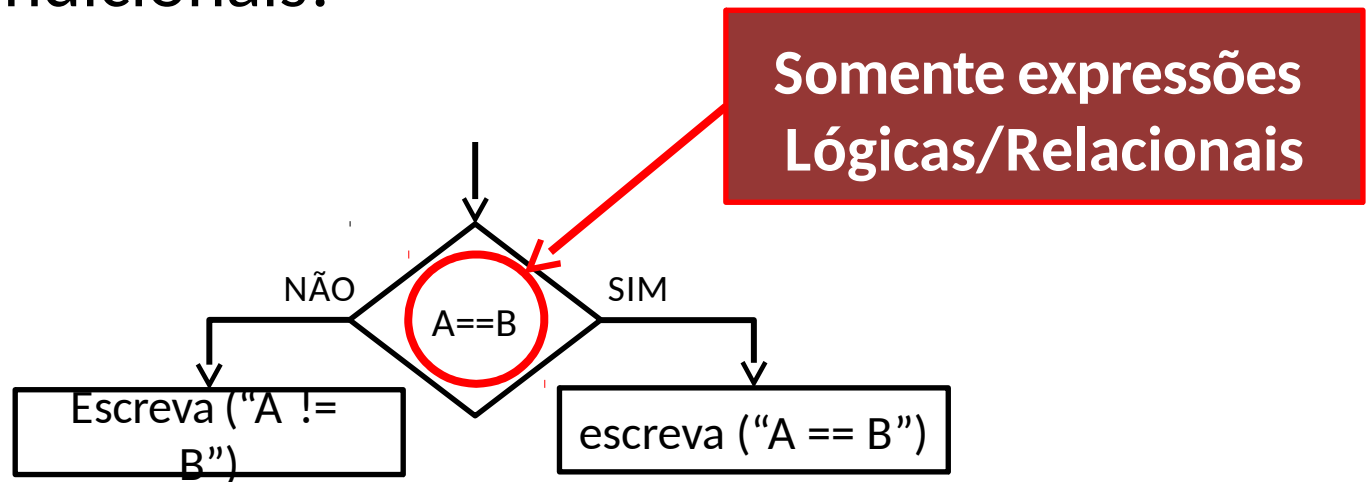 Somente expressões
Lógicas/Relacionais
NÃO
SIM
A==B
Escreva (“A != 
B”)
escreva (“A == B”)